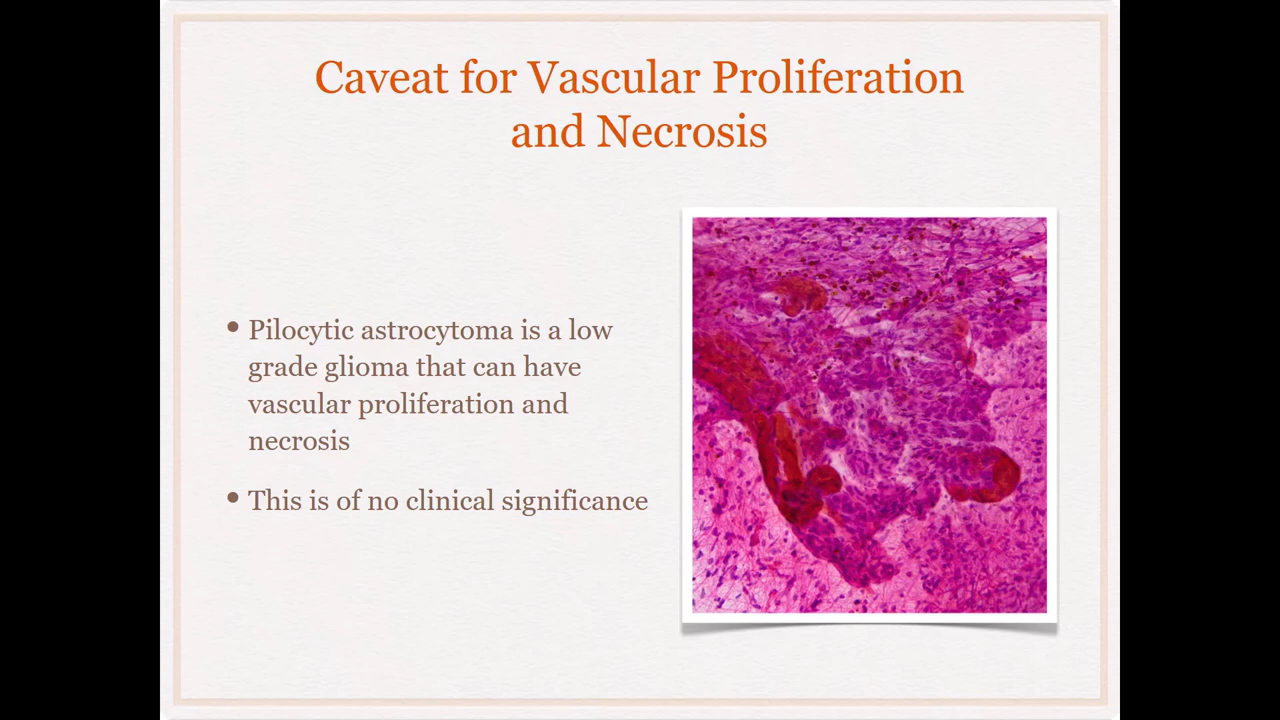 Caveat for Vascular Proliferation
and Necrosis
• Pilocytic astrocytoma is a low
grade glioma that can have
vascular proliferation and
necrosis
• This is of no clinical significance